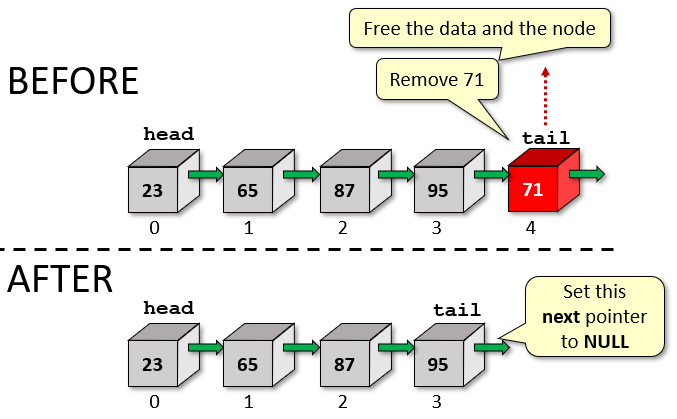 Free the data and the node
BEFORE
Remove 71
head
tail
23 65 87 95 71
0 1 2 3 4
AFTER
head
tail
Set this
next pointer
to NULL
23 65 87 95
0 1 2 3